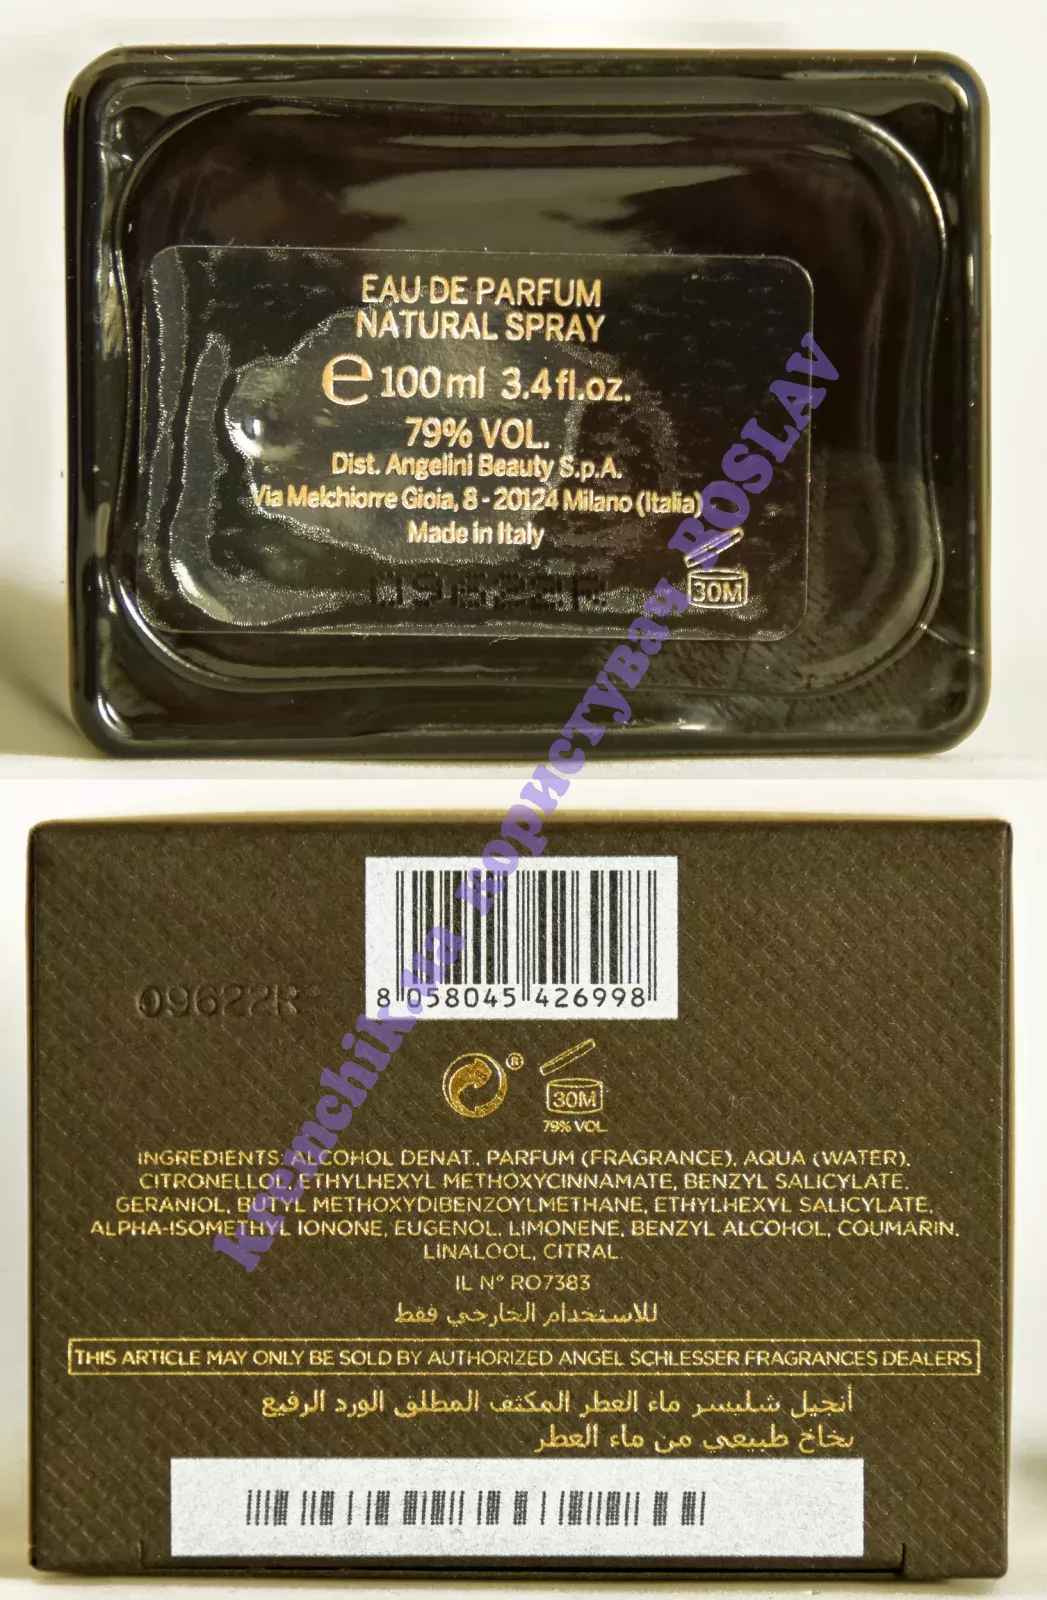 EAU DE PARFUM
NATURAL SPRAY
e 100 ml 3.4 fl.oz.
79% VOL.
Dist. Angelini Beauty S.p.A.
Via Melchiorre Gioia, 8 - 20124 Milano (Italia)
Made in Italy
09622R
30M
kremchik.ua користувач ROSLAV
8 058045 426998
09622R
®
30M
79% VOL.
INGREDIENTS: ALCOHOL DENAT., PARFUM (FRAGRANCE), AQUA (WATER),
CITRONELLOL, ETHYLHEXYL METHOXYCINNAMATE, BENZYL SALICYLATE,
GERANIOL, BUTYL METHOXYDIBENZOYLMETHANE, ETHYLHEXYL SALICYLATE,
ALPHA-ISOMETHYL IONONE, EUGENOL, LIMONENE, BENZYL ALCOHOL, COUMARIN,
LINALOOL, CITRAL.
IL N° RO7383
للاستخدام الخارجي فقط
THIS ARTICLE MAY ONLY BE SOLD BY AUTHORIZED ANGEL SCHLESSER FRAGRANCES DEALERS
أنجيل شليسر ماء العطر المكثف المطلق الورد الرفيع
بخاخ طبيعي من ماء العطر